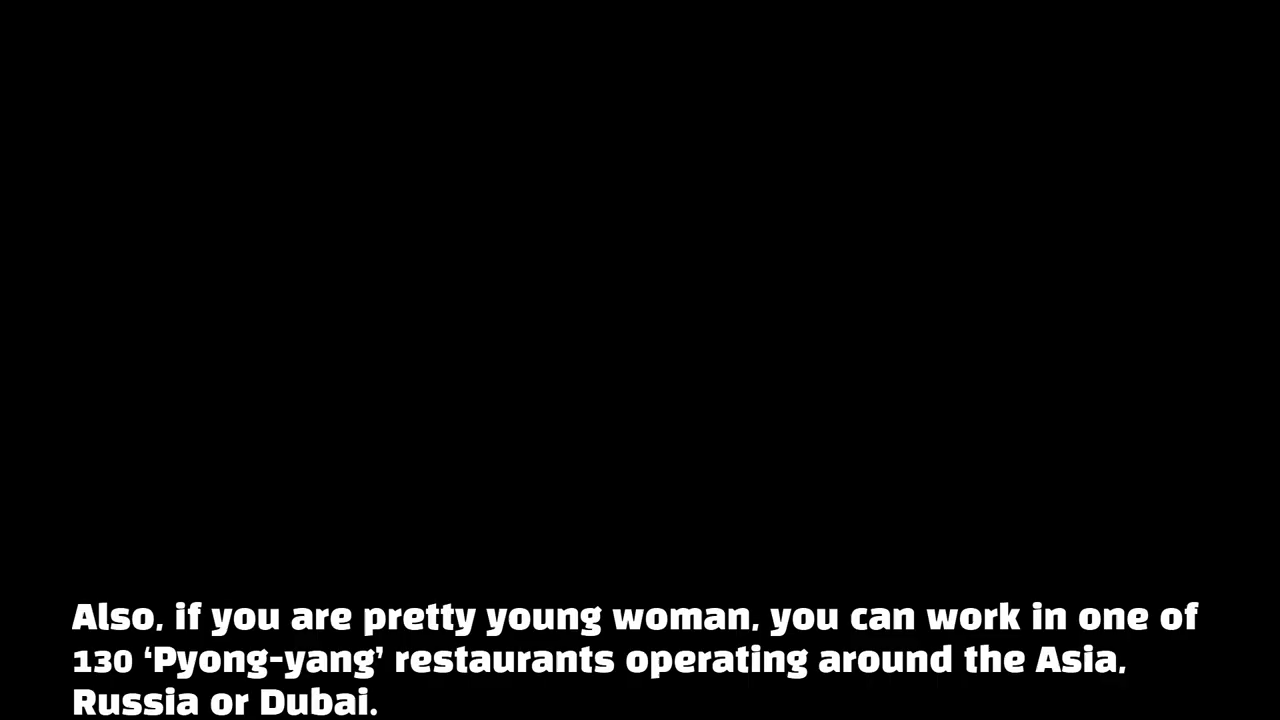 Also, if you are pretty young woman, you can work in one of
130 ‘Pyong-yang’ restaurants operating around the Asia,
Russia or Dubai.